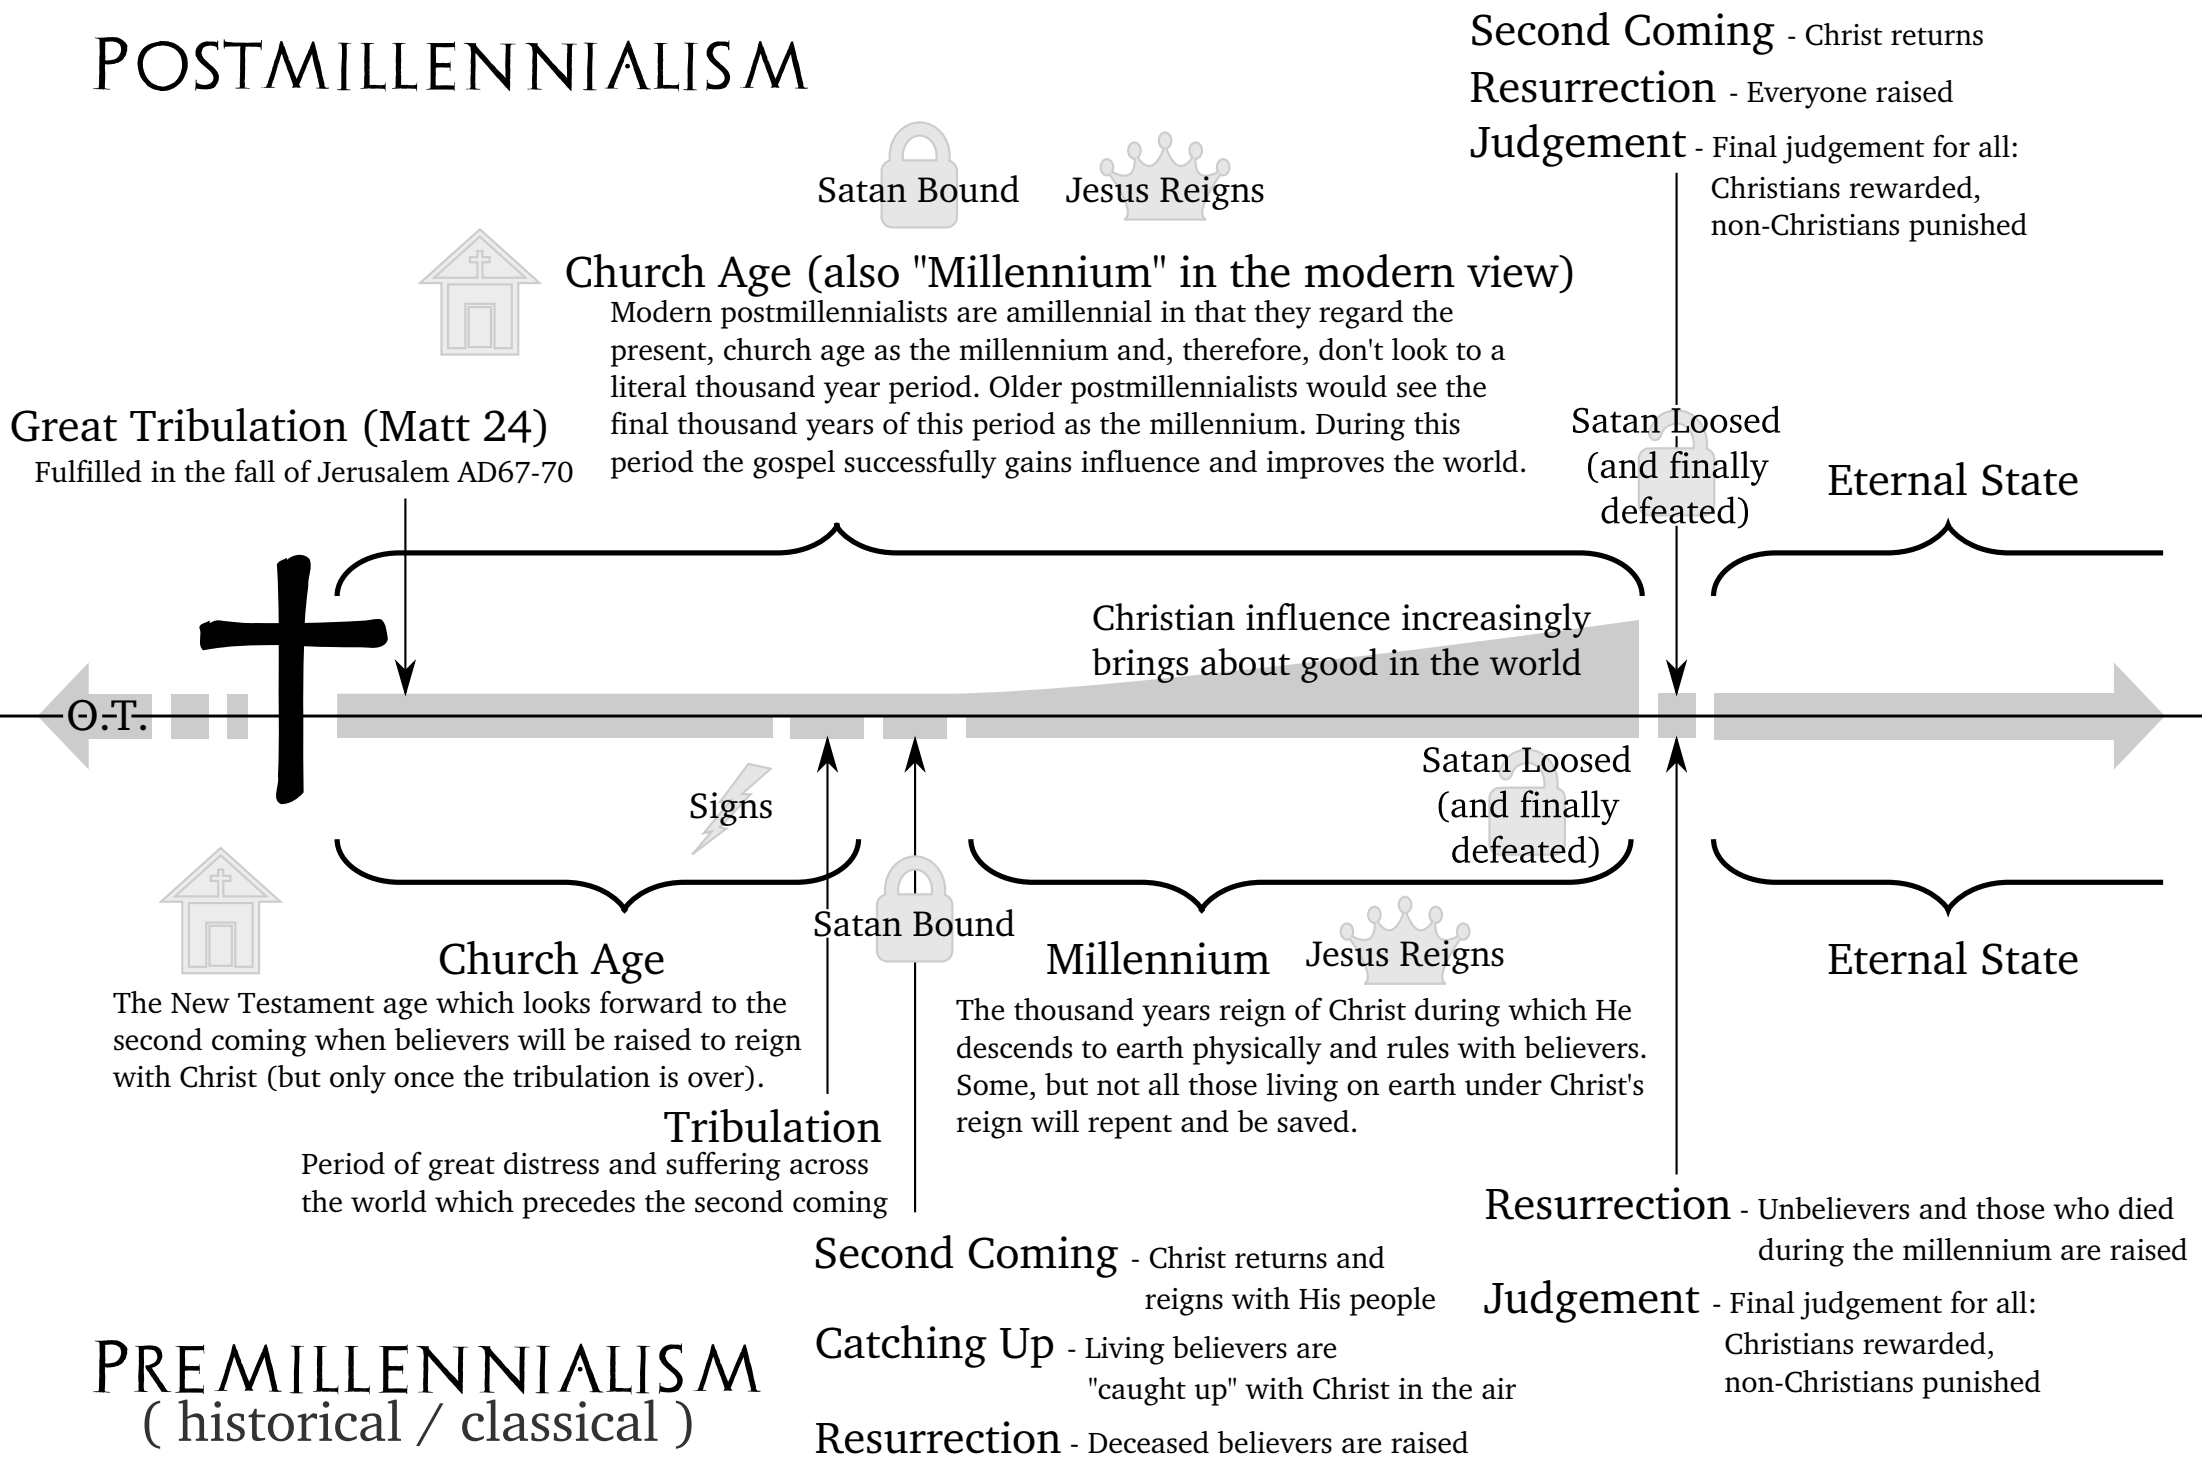 POSTMILLENNIALISM
Second Coming - Christ returns
Resurrection - Everyone raised
Judgement - Final judgement for all:
Christians rewarded,
non-Christians punished
Satan Bound
Jesus Reigns
Church Age (also "Millennium" in the modern view)
Modern postmillennialists are amillennial in that they regard the
present, church age as the millennium and, therefore, don't look to a
literal thousand year period. Older postmillennialists would see the
final thousand years of this period as the millennium. During this
period the gospel successfully gains influence and improves the world.
Great Tribulation (Matt 24)
Fulfilled in the fall of Jerusalem AD67-70
Satan Loosed
(and finally
defeated)
Eternal State
Christian influence increasingly
brings about good in the world
O.T.
Signs
Satan Loosed
(and finally
defeated)
Satan Bound
Church Age
The New Testament age which looks forward to the
second coming when believers will be raised to reign
with Christ (but only once the tribulation is over).
Millennium
Jesus Reigns
The thousand years reign of Christ during which He
descends to earth physically and rules with believers.
Some, but not all those living on earth under Christ's
reign will repent and be saved.
Eternal State
Tribulation
Period of great distress and suffering across
the world which precedes the second coming
Second Coming - Christ returns and
reigns with His people
Catching Up - Living believers are
"caught up" with Christ in the air
Resurrection - Deceased believers are raised
Resurrection - Unbelievers and those who died
during the millennium are raised
Judgement - Final judgement for all:
Christians rewarded,
non-Christians punished
PREMILLENNIALISM
( historical / classical )